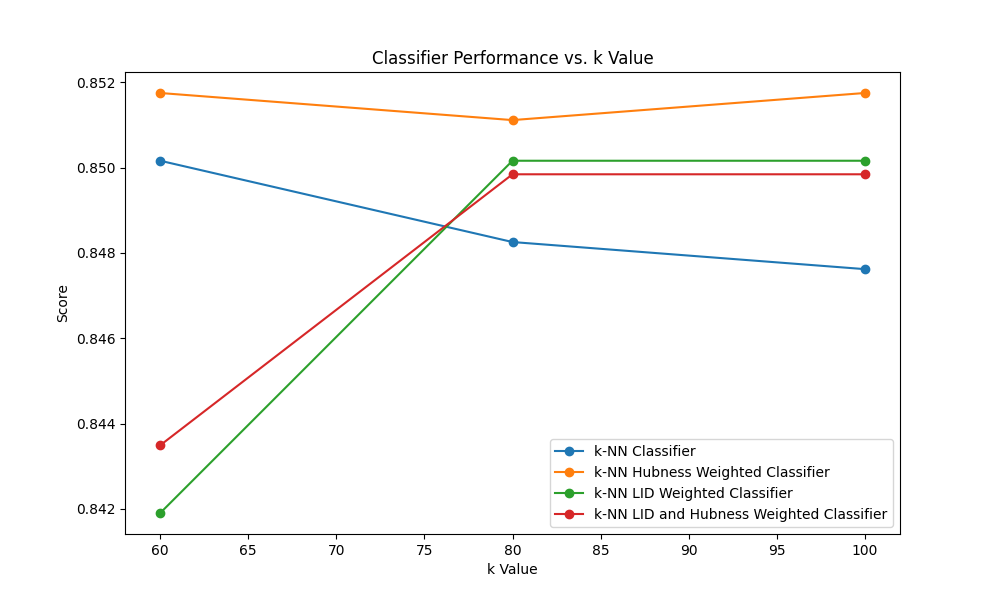 Classifier Performance vs. k Value
0.852
0.850
0.848
0.846
0.844
0.842
Score
60 65 70 75 80 85 90 95 100
k Value
k-NN Classifier
k-NN Hubness Weighted Classifier
k-NN LID Weighted Classifier
k-NN LID and Hubness Weighted Classifier